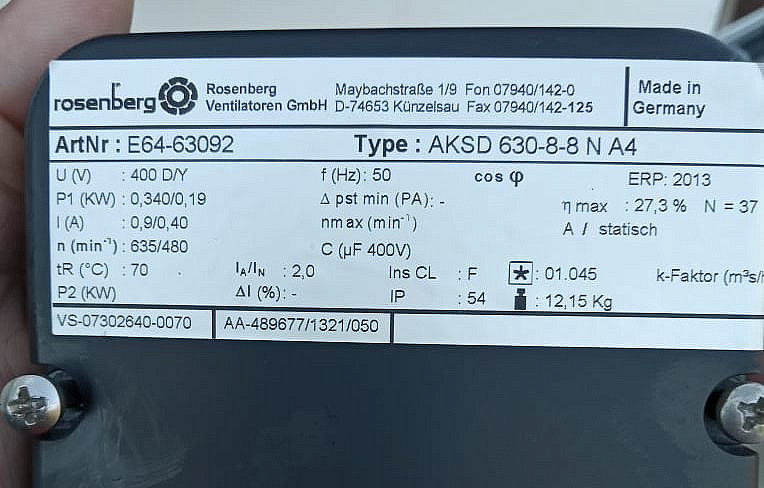 rosenberg Rosenberg Maybachstraße 1/9 Fon 07940/142-0 Made in
Ventilatoren GmbH D-74653 Künzelsau Fax 07940/142-125 Germany
ArtNr : E64-63092 Type : AKSD 630-8-8 N A4
U (V) : 400 D/Y f (Hz): 50 cos φ ERP: 2013
P1 (KW) : 0,340/0,19 Δ pst min (PA): - η max : 27,3 % N = 37
I (A) : 0,9/0,40 nmax (min⁻¹) A / statisch
n (min⁻¹) : 635/480 C (µF 400V)
tR (°C) : 70 IA/IN : 2,0 Ins CL : F * : 01.045 k-Faktor (m³s/
P2 (KW) ΔI (%): - IP : 54 : 12,15 Kg
VS-07302640-0070 AA-489677/1321/050